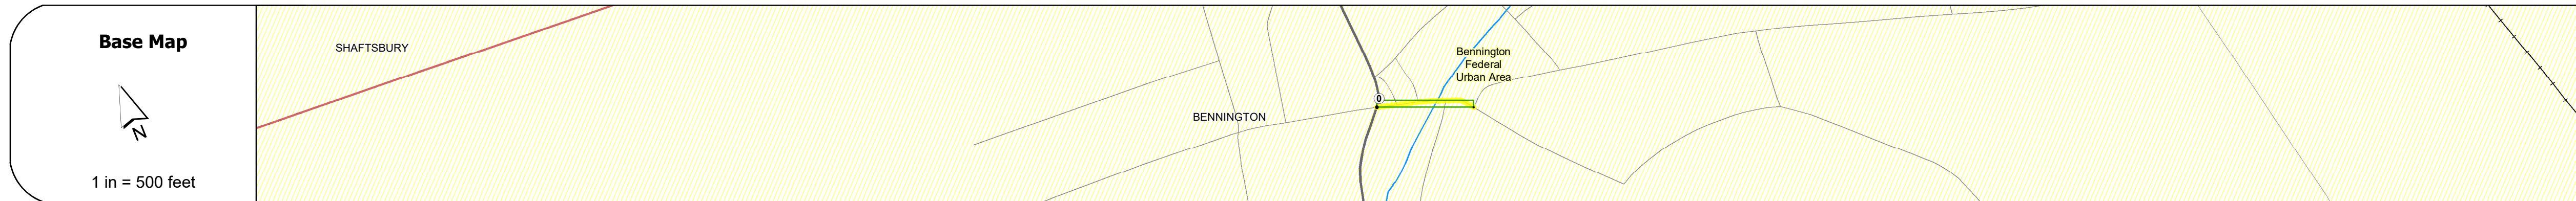 Base Map
N
1 in = 500 feet
SHAFTSBURY
BENNINGTON
0
Bennington
Federal
Urban Area